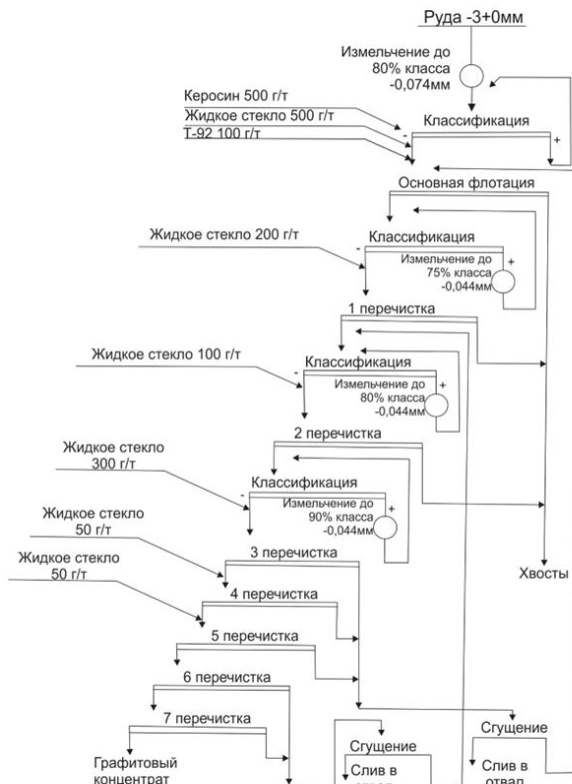 Руда -3+0мм
Измельчение до
80% класса
-0,074мм
Керосин 500 г/т
Жидкое стекло 500 г/т
Т-92 100 г/т
Классификация
-
+
Основная флотация
Жидкое стекло 200 г/т
Классификация
-
Измельчение до
75% класса
-0,044мм
+
1 перечистка
Жидкое стекло 100 г/т
Классификация
-
Измельчение до
80% класса
-0,044мм
+
2 перечистка
Жидкое стекло
300 г/т
Классификация
-
Измельчение до
90% класса
-0,044мм
+
Жидкое стекло
50 г/т
3 перечистка
Хвосты
Жидкое стекло
50 г/т
4 перечистка
5 перечистка
6 перечистка
7 перечистка
Сгущение
Сгущение
Графитовый
концентрат
Слив в
Слив в
отвал